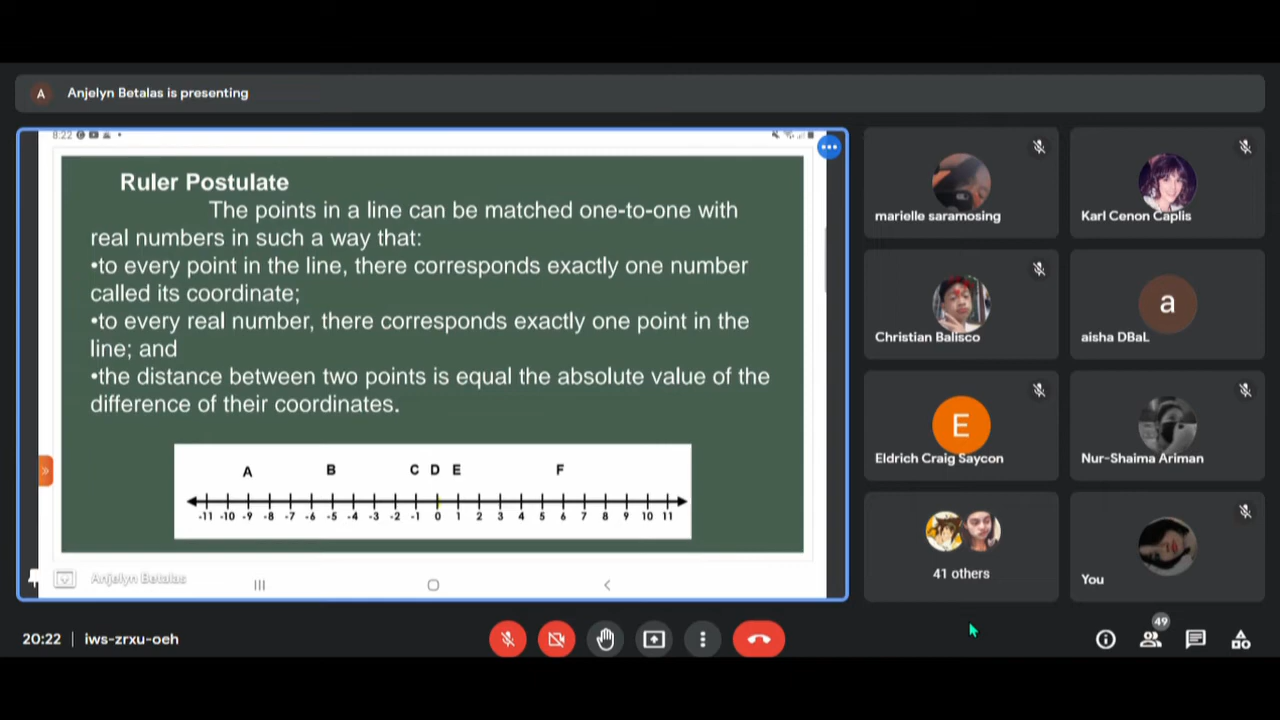 A Anjelyn Betalas is presenting
8:22
Ruler Postulate
The points in a line can be matched one-to-one with
real numbers in such a way that:
•to every point in the line, there corresponds exactly one number
called its coordinate;
•to every real number, there corresponds exactly one point in the
line; and
•the distance between two points is equal the absolute value of the
difference of their coordinates.
A B C D E F
-11 -10 -9 -8 -7 -6 -5 -4 -3 -2 -1 0 1 2 3 4 5 6 7 8 9 10 11
Anjelyn Betalas
marielle saramosing
Karl Cenon Caplis
Christian Balisco
a
aisha DBaL
E
Eldrich Craig Saycon
Nur-Shaima Ariman
41 others
You
20:22 | iws-zrxu-oeh
49